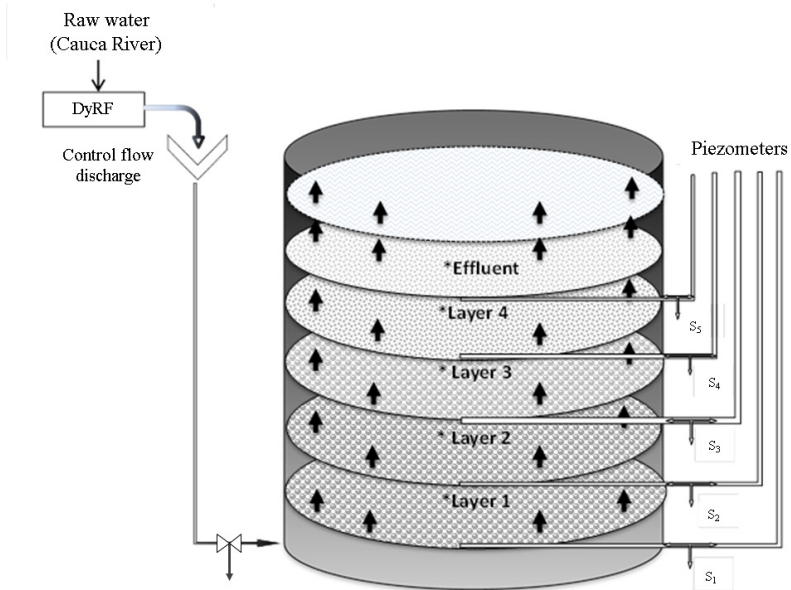 Raw water
(Cauca River)
DyRF
Control flow
discharge
Piezometers
*Effluent
*Layer 4
* Layer 3
* Layer 2
*Layer 1
S5
S4
S3
S2
S1